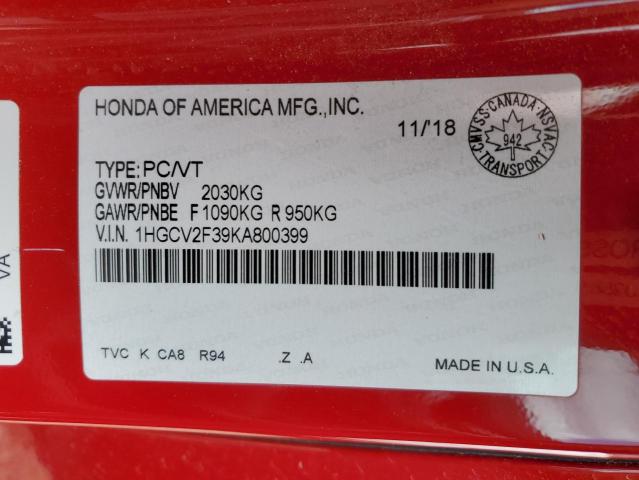 HONDA OF AMERICA MFG.,INC.
11/'18
CMVSS·CANADA·NSVAC
942
TRANSPORT
TYPE: PC/VT
GVWR/PNBV 2030KG
GAWR/PNBE F 1090KG R 950KG
V.I.N. 1HGCV2F39KA800399
TVC K CA8 R94 .Z .A
MADE IN U.S.A.
VA